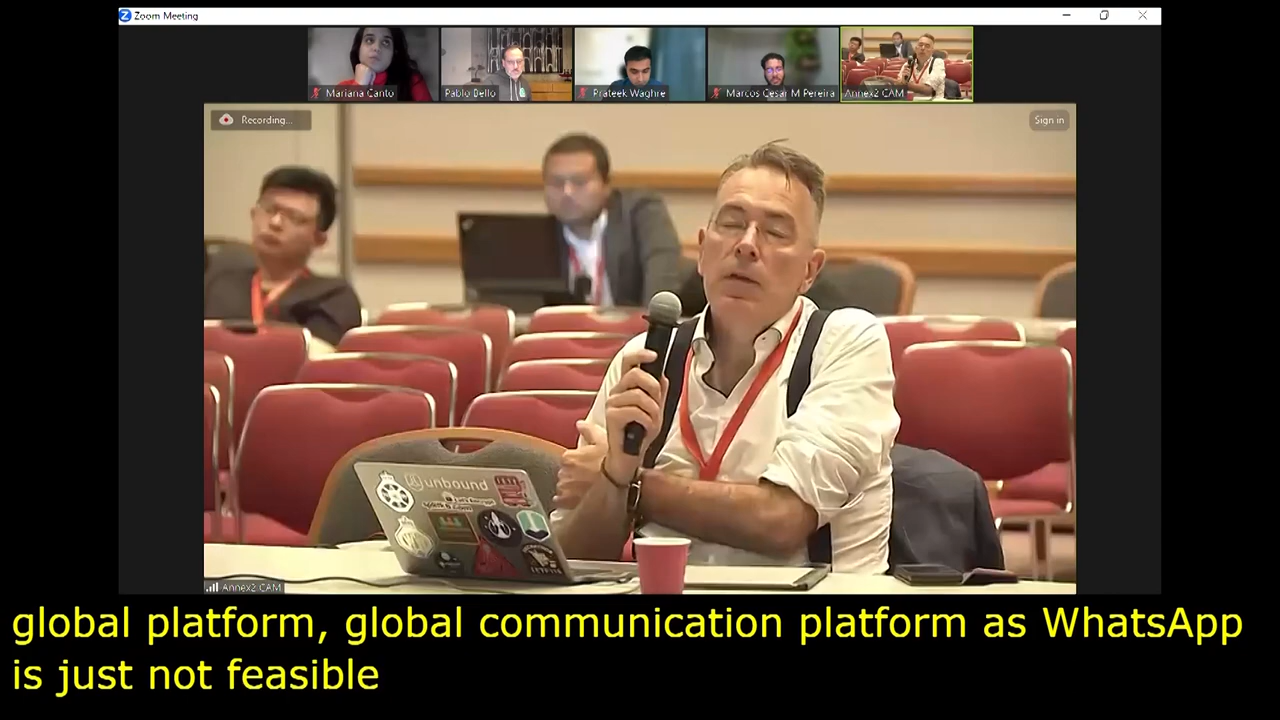 Zoom Meeting
Mariana Canto
Pablo Bello
Prateek Waghre
Marcos Cesar M Pereira
Annex2 CAM
Recording...
Sign in
unbound
Annex2 CAM
global platform, global communication platform as WhatsApp
is just not feasible